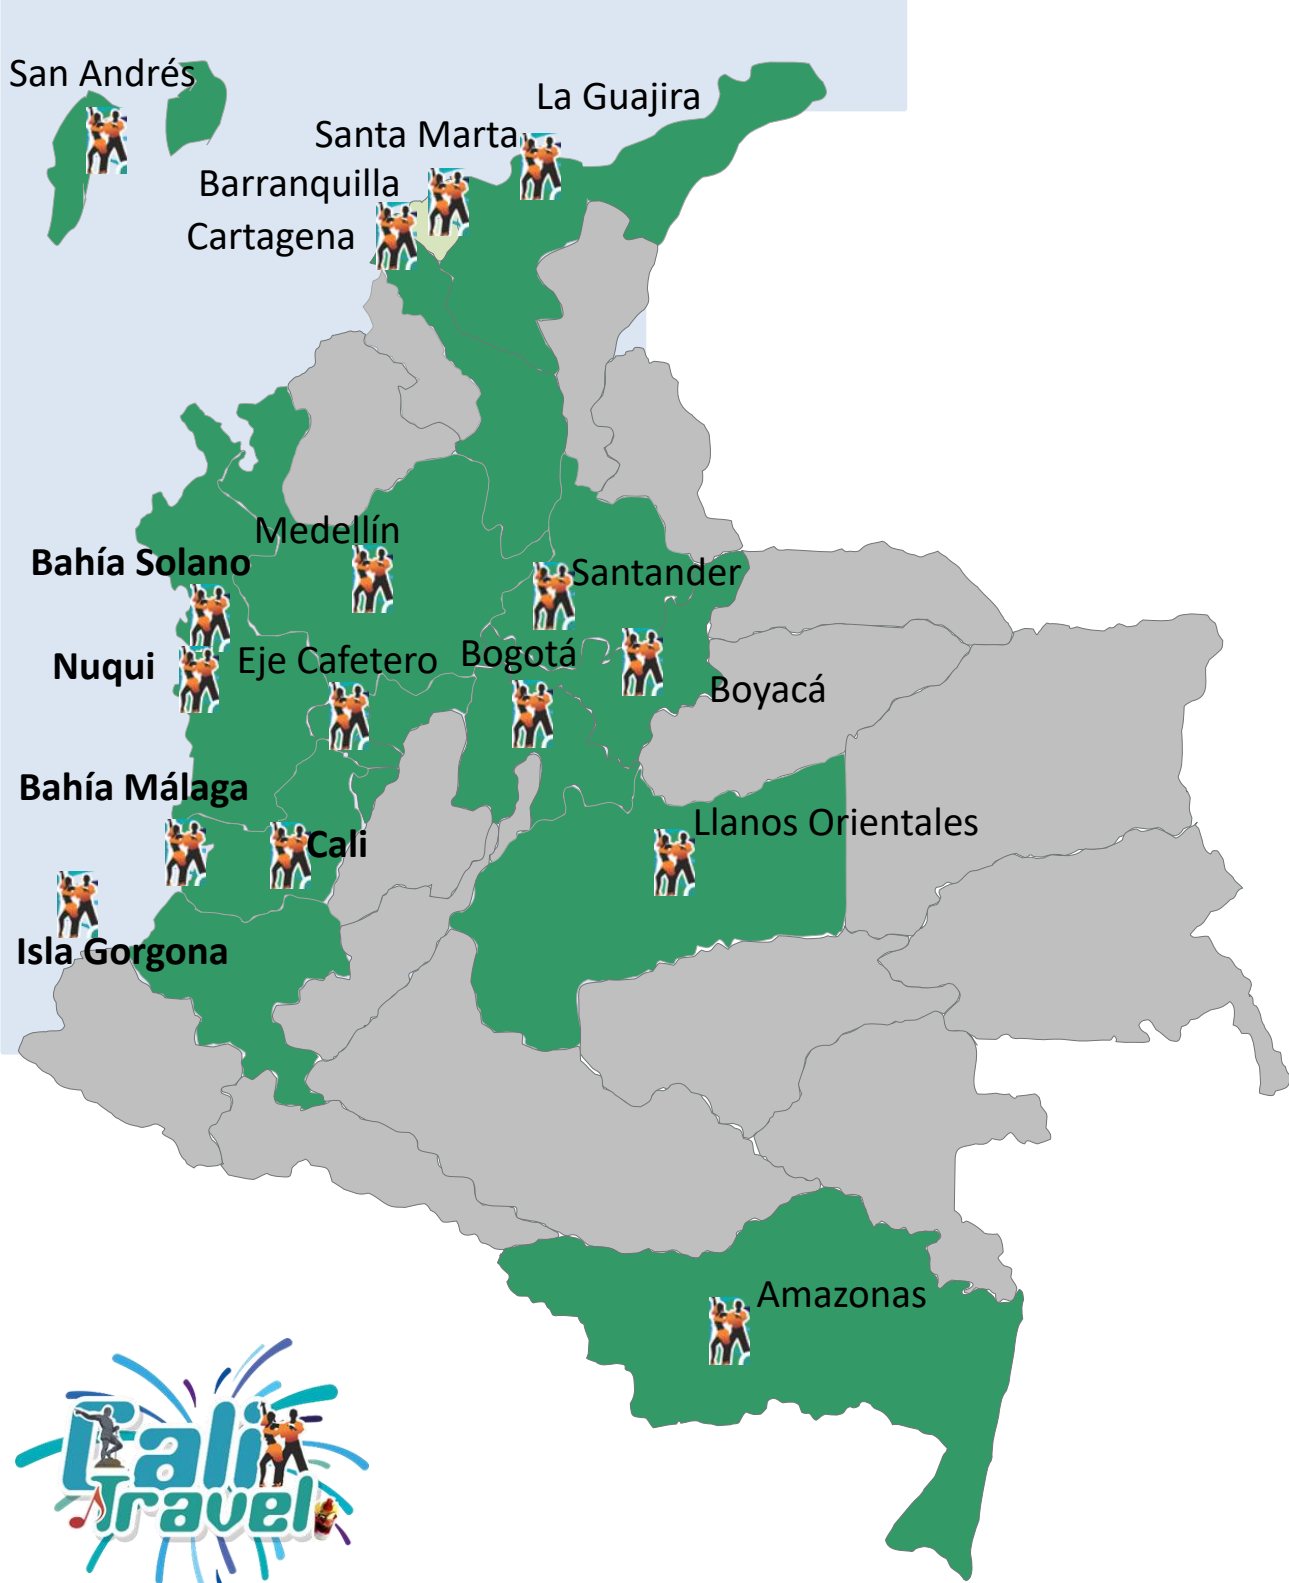 San Andrés
La Guajira
Santa Marta
Barranquilla
Cartagena
Medellín
Bahía Solano
Santander
Nuqui
Eje Cafetero
Bogotá
Boyacá
Bahía Málaga
Llanos Orientales
Cali
Isla Gorgona
Amazonas
Cali
Travel